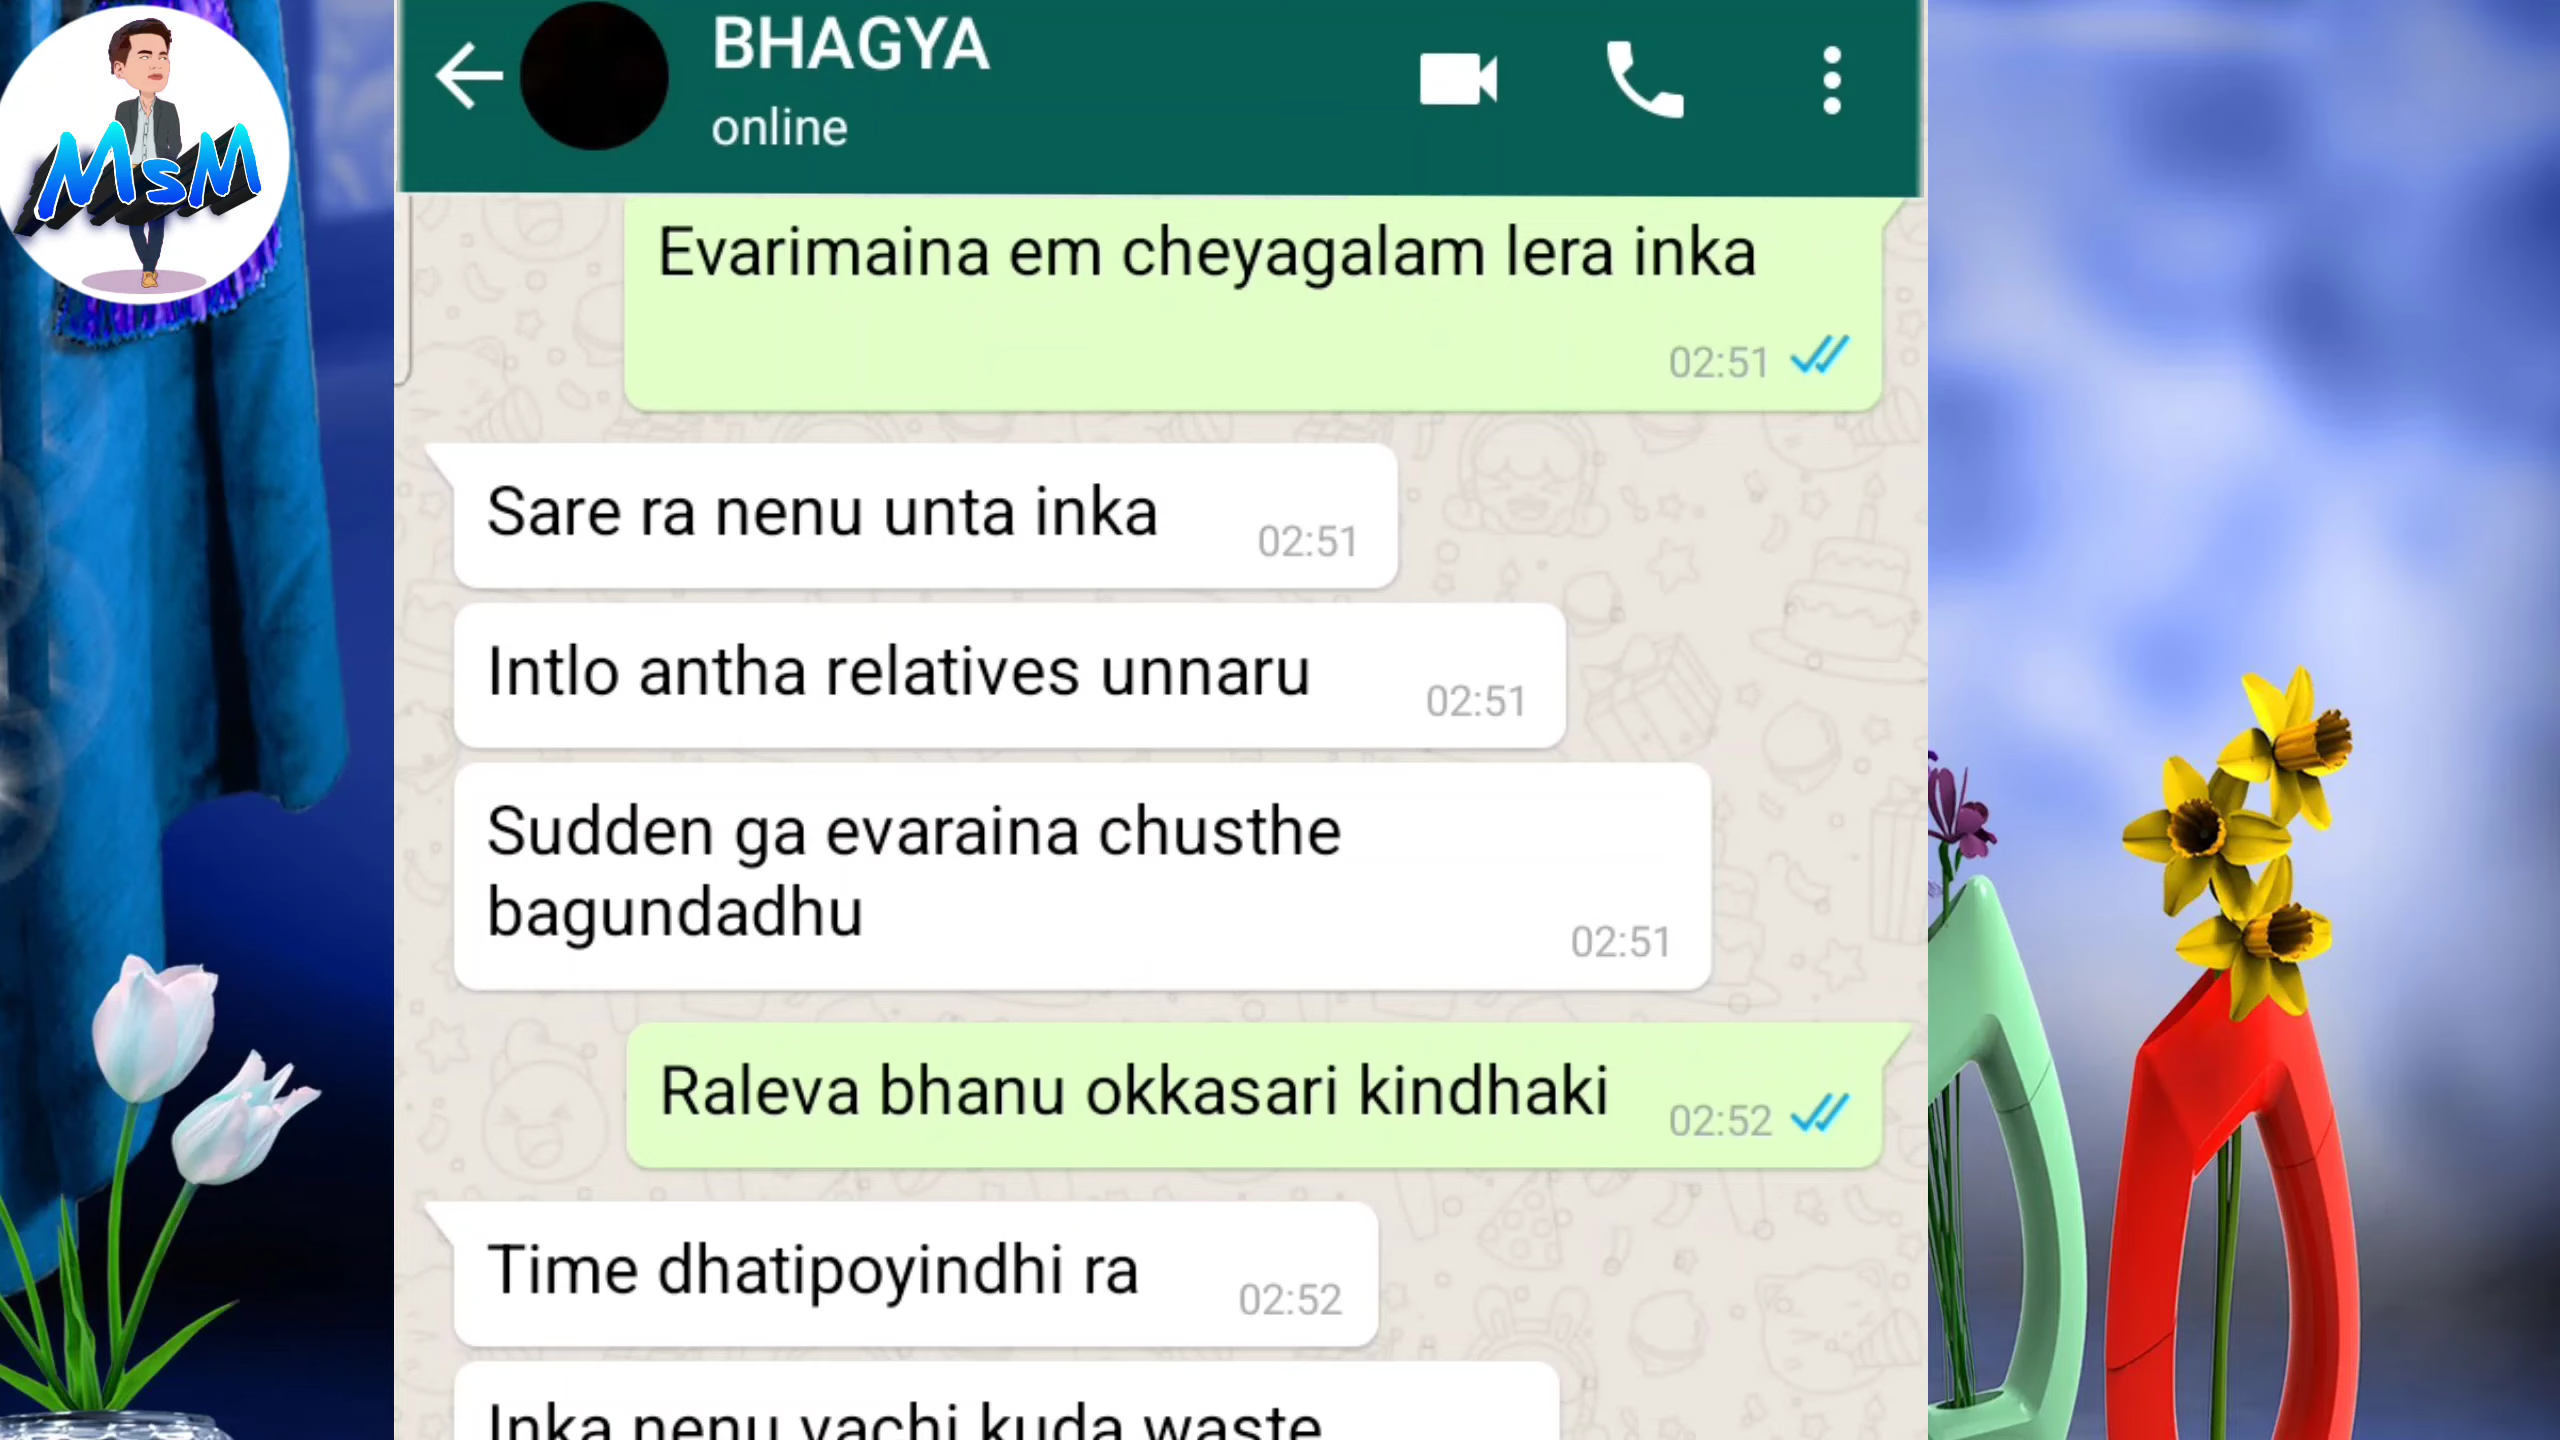 MsM
BHAGYA
online
Evarimaina em cheyagalam lera inka
02:51
Sare ra nenu unta inka
02:51
Intlo antha relatives unnaru
02:51
Sudden ga evaraina chusthe
bagundadhu
02:51
Raleva bhanu okkasari kindhaki
02:52
Time dhatipoyindhi ra
02:52
Inka nenu vachi kuda waste